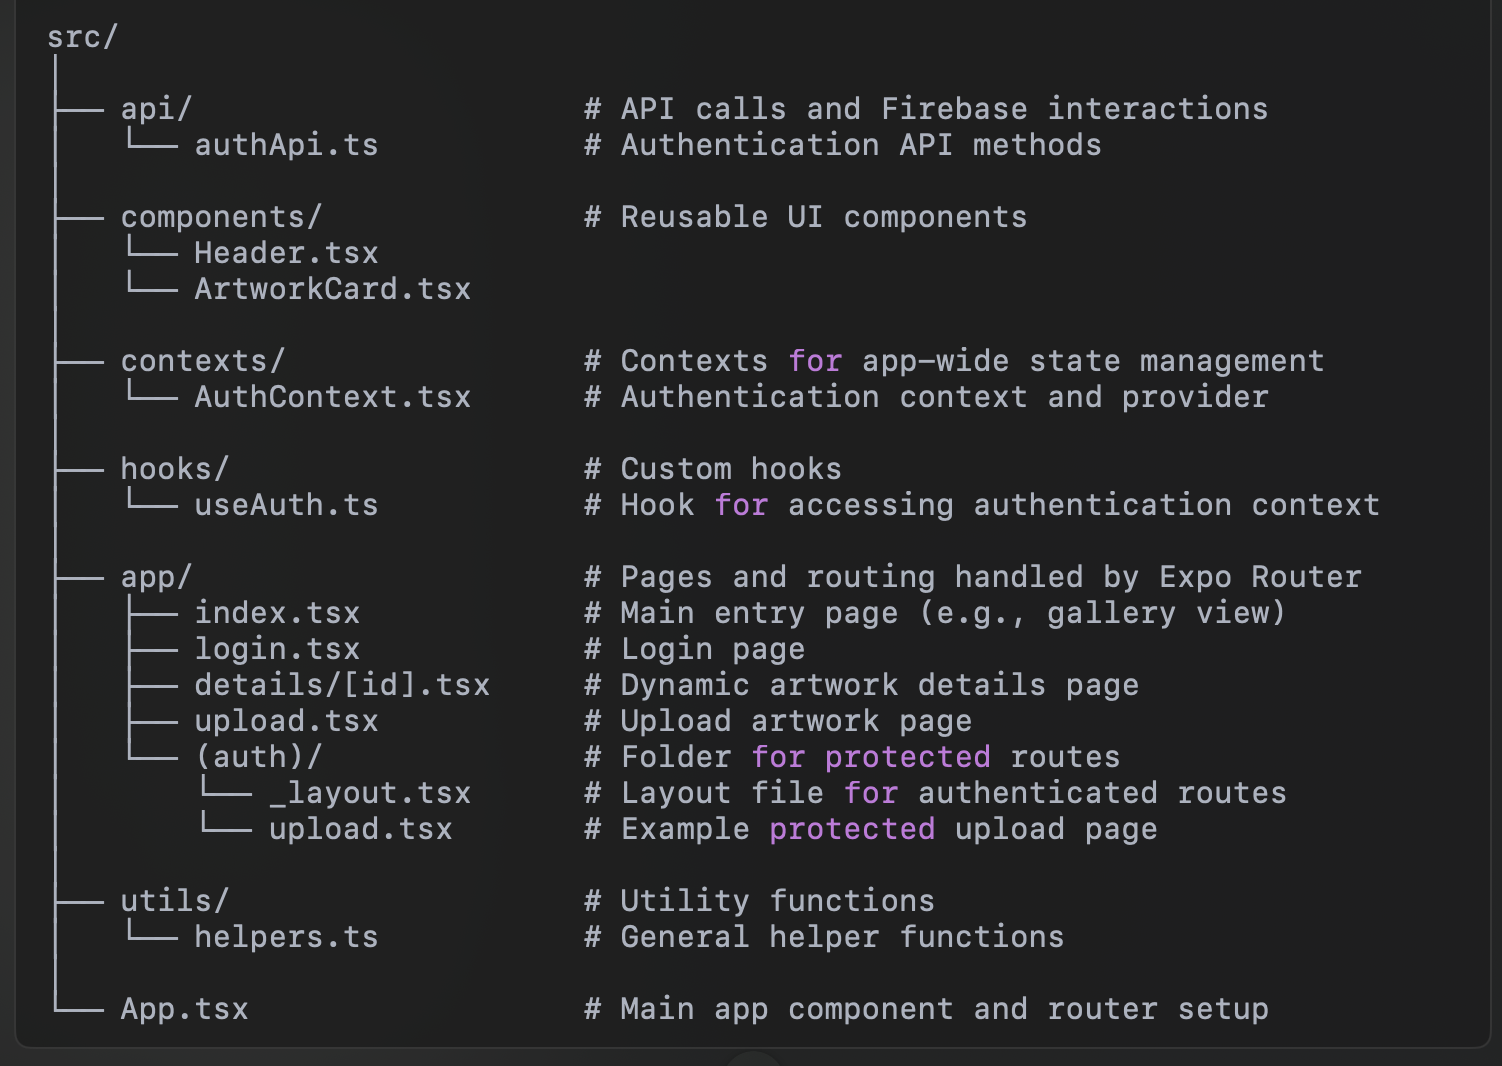 src/
│
├── api/                          # API calls and Firebase interactions
│   └── authApi.ts                # Authentication API methods
│
├── components/                   # Reusable UI components
│   └── Header.tsx
│   └── ArtworkCard.tsx
│
├── contexts/                     # Contexts for app-wide state management
│   └── AuthContext.tsx           # Authentication context and provider
│
├── hooks/                        # Custom hooks
│   └── useAuth.ts                # Hook for accessing authentication context
│
├── app/                          # Pages and routing handled by Expo Router
│   ├── index.tsx                 # Main entry page (e.g., gallery view)
│   ├── login.tsx                 # Login page
│   ├── details/[id].tsx          # Dynamic artwork details page
│   ├── upload.tsx                # Upload artwork page
│   └── (auth)/                   # Folder for protected routes
│       └── _layout.tsx           # Layout file for authenticated routes
│       └── upload.tsx            # Example protected upload page
│
├── utils/                        # Utility functions
│   └── helpers.ts                # General helper functions
│
└── App.tsx                       # Main app component and router setup